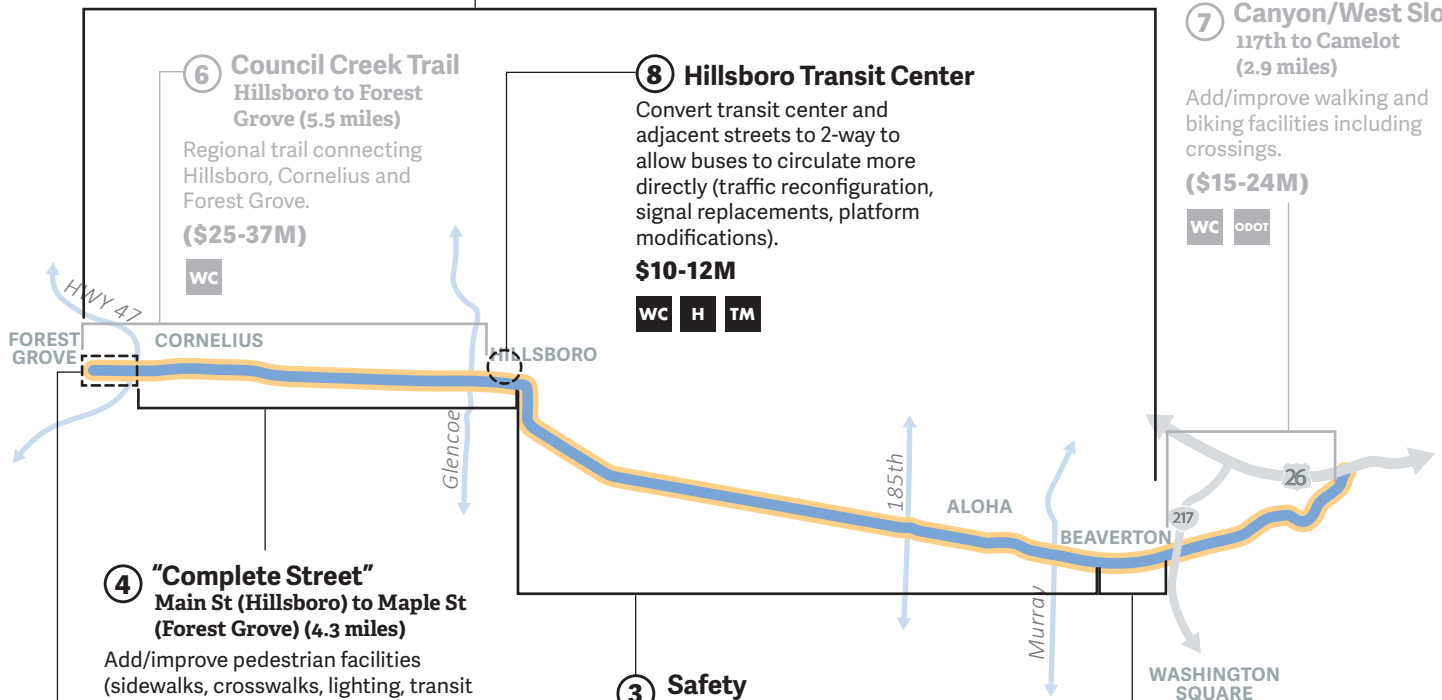 6 Council Creek Trail
Hillsboro to Forest
Grove (5.5 miles)
Regional trail connecting
Hillsboro, Cornelius and
Forest Grove.
($25-37M)
WC
8 Hillsboro Transit Center
Convert transit center and
adjacent streets to 2-way to
allow buses to circulate more
directly (traffic reconfiguration,
signal replacements, platform
modifications).
$10-12M
WC H TM
7 Canyon/West Slo
117th to Camelot
(2.9 miles)
Add/improve walking and
biking facilities including
crossings.
($15-24M)
WC ODOT
HWY 47
FOREST
GROVE
CORNELIUS
HILLSBORO
Glencoe
185th
ALOHA
Murray
BEAVERTON
217
26
WASHINGTON
SQUARE
4 "Complete Street"
Main St (Hillsboro) to Maple St
(Forest Grove) (4.3 miles)
Add/improve pedestrian facilities
(sidewalks, crosswalks, lighting, transit
3 Safety